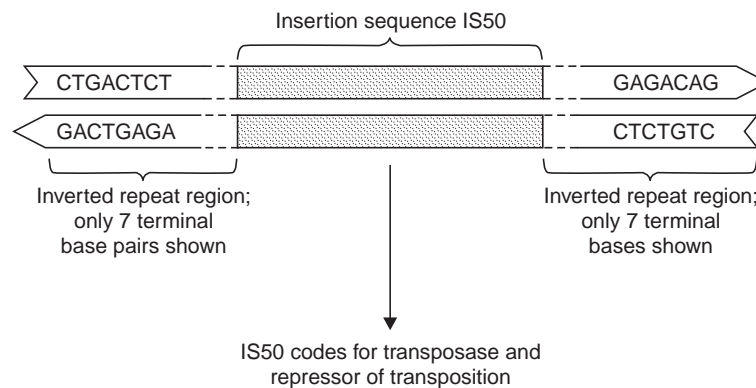 Insertion sequence IS50
CTGACTCT GAGACAG
GACTGAGA CTCTGTC
Inverted repeat region;
only 7 terminal
base pairs shown
Inverted repeat region;
only 7 terminal
bases shown
IS50 codes for transposase and
repressor of transposition